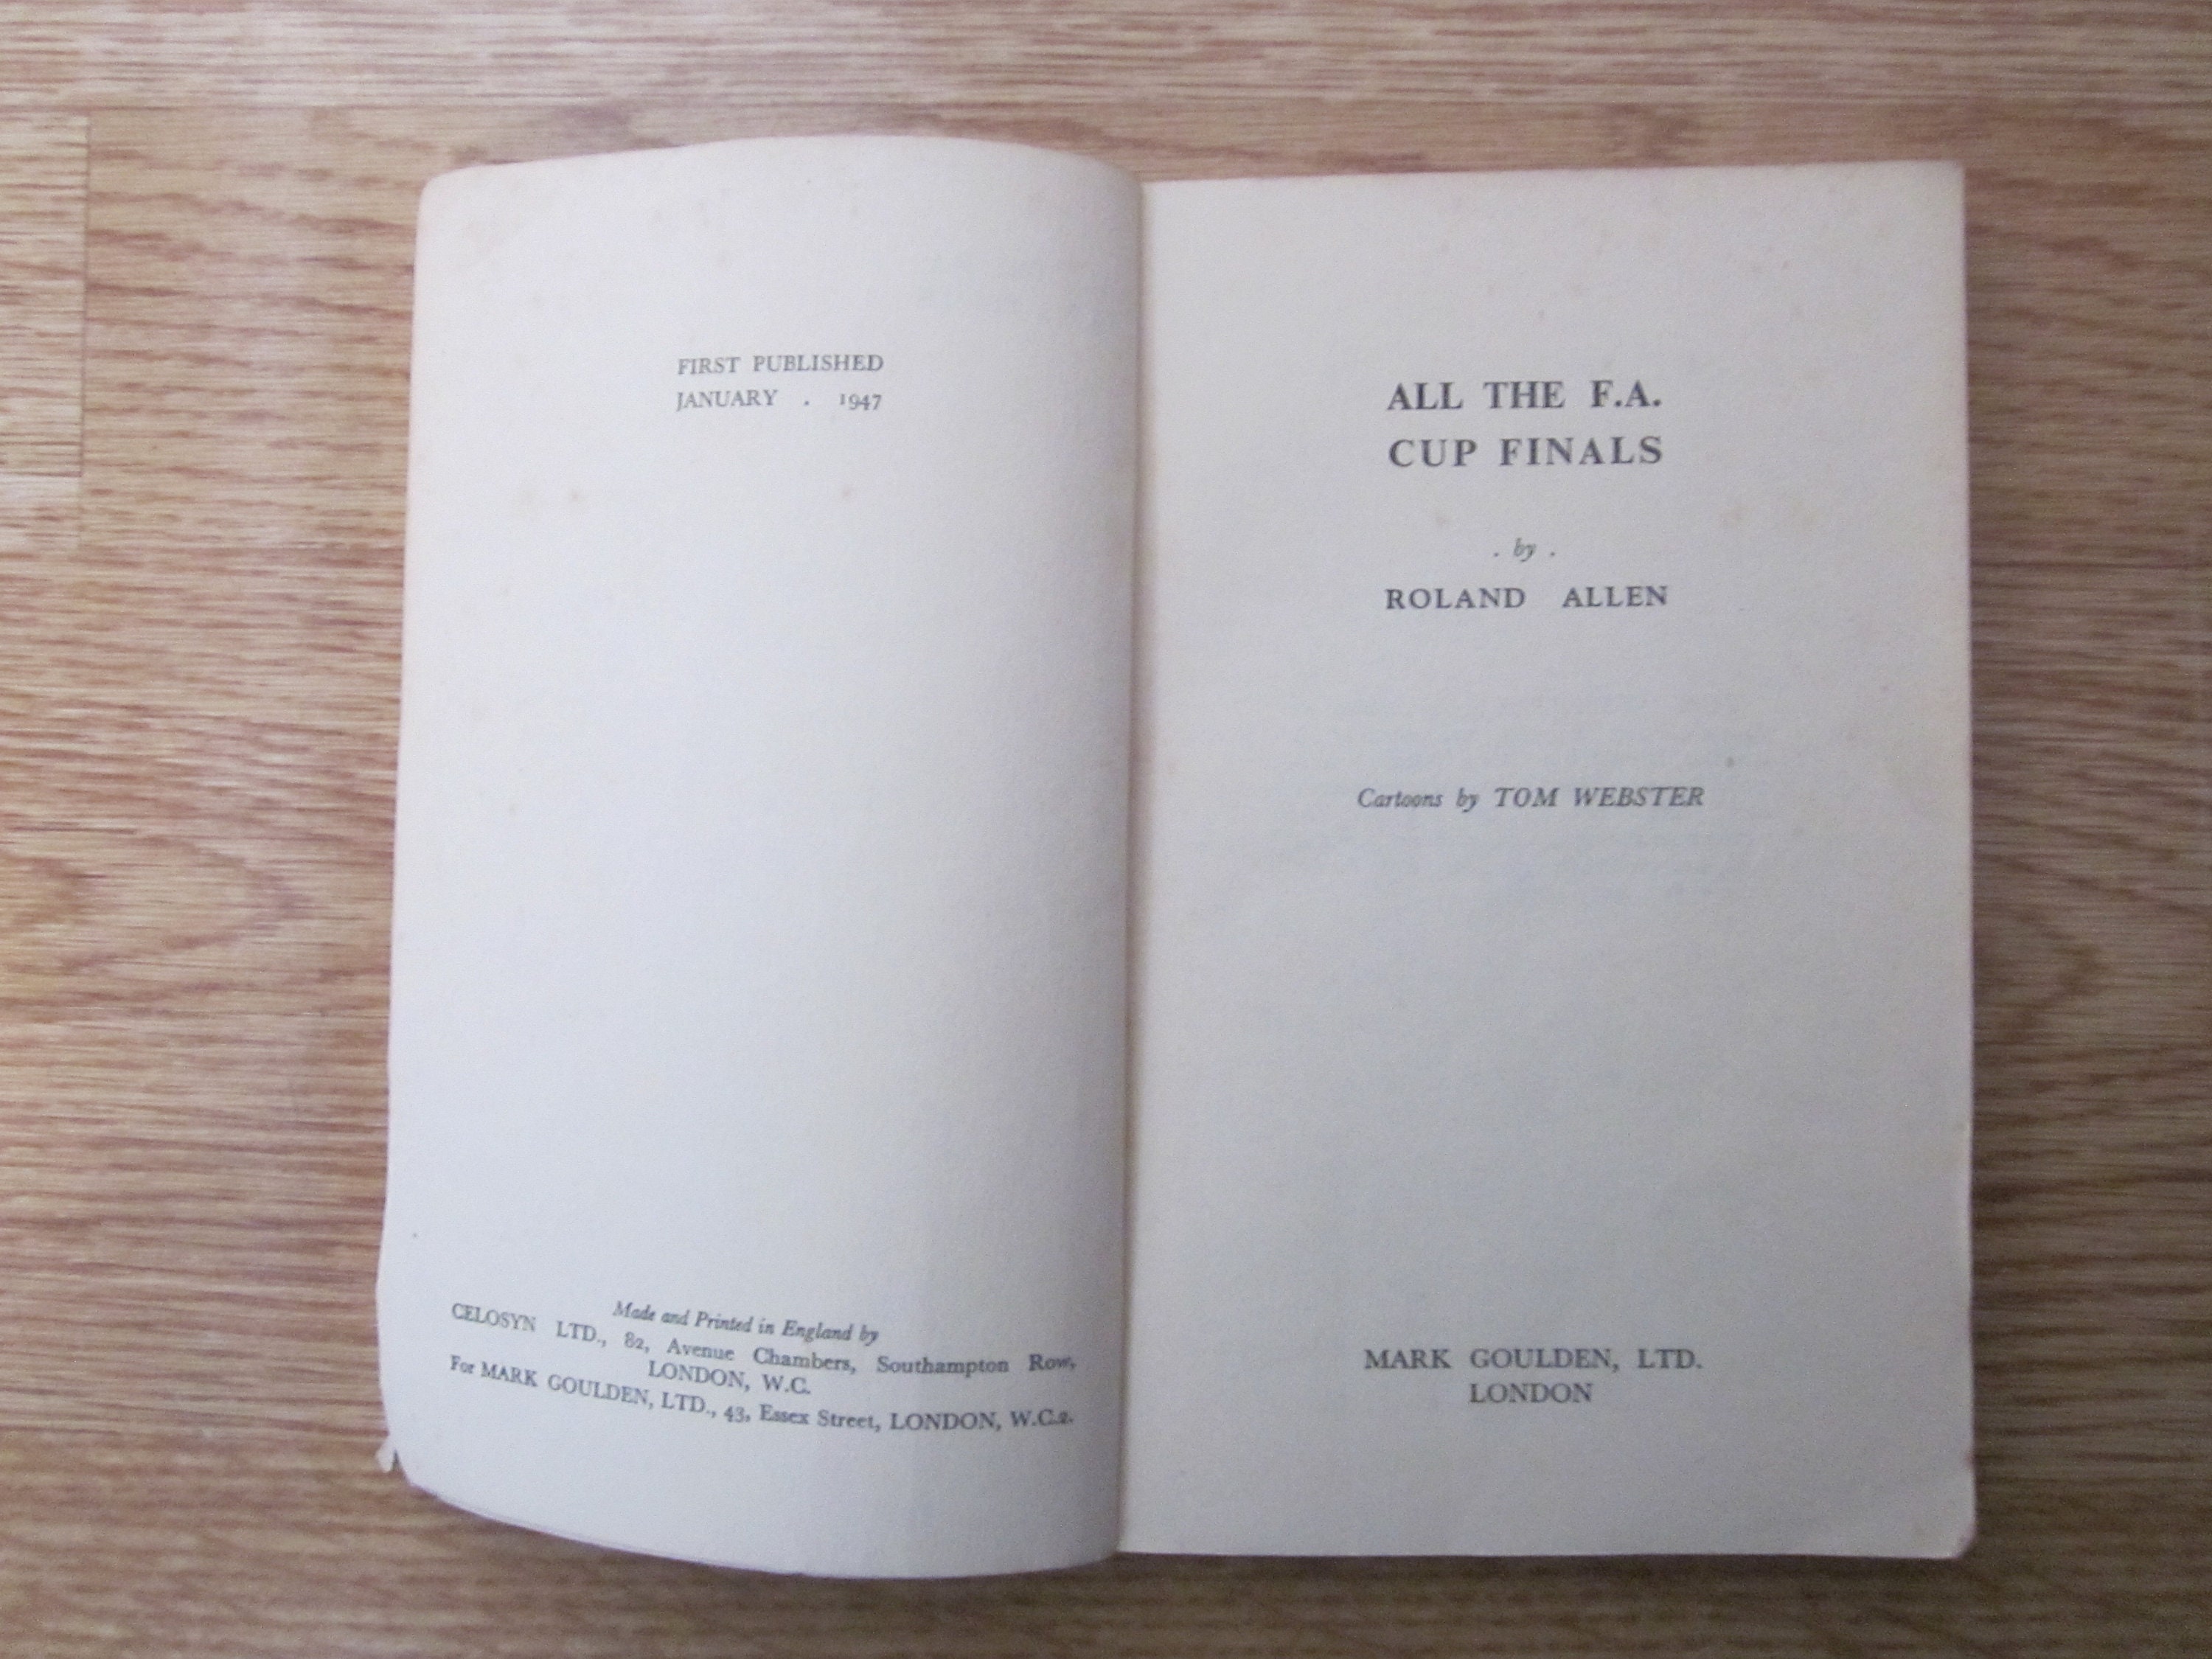 FIRST PUBLISHED
JANUARY . 1947
Made and Printed in England by
CELOSYN LTD., 82, Avenue Chambers, Southampton Row,
LONDON, W.C.
For MARK GOULDEN, LTD., 43, Essex Street, LONDON, W.C.2.
ALL THE F.A.
CUP FINALS
. by .
ROLAND ALLEN
Cartoons by TOM WEBSTER
MARK GOULDEN, LTD.
LONDON